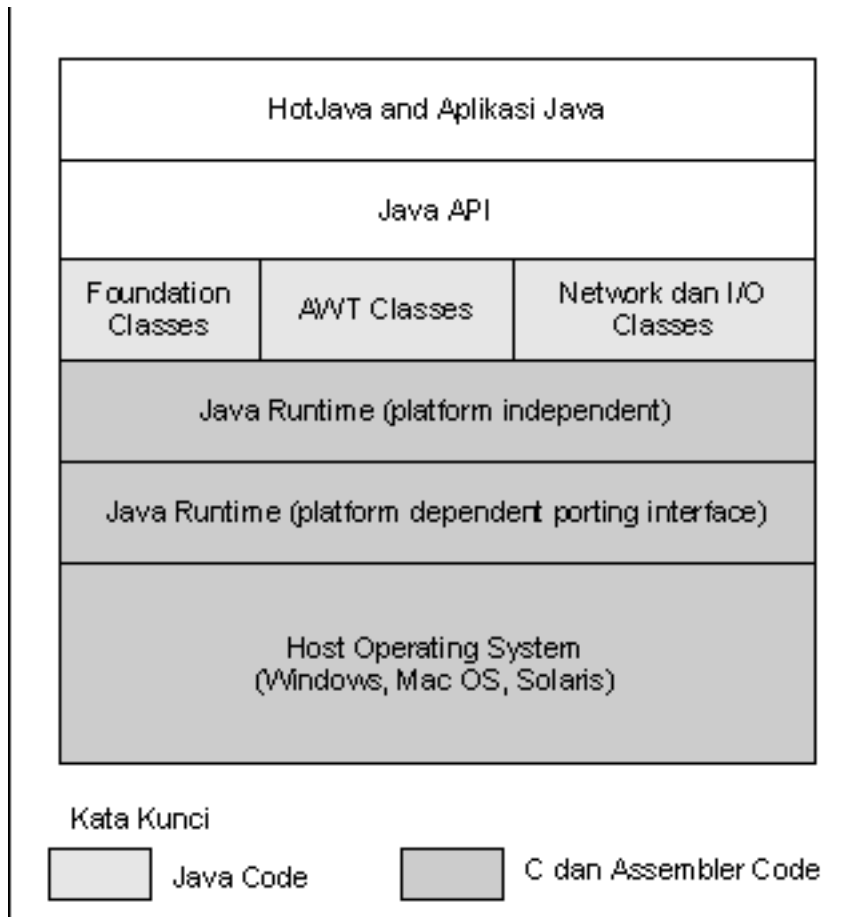 HotJava and Aplikasi Java
Java API
Foundation
Classes
AWT Classes
Network dan I/O
Classes
Java Runtime (platform independent)
Java Runtime (platform dependent porting interface)
Host Operating System
(Windows, Mac OS, Solaris)
Kata Kunci
Java Code
C dan Assembler Code